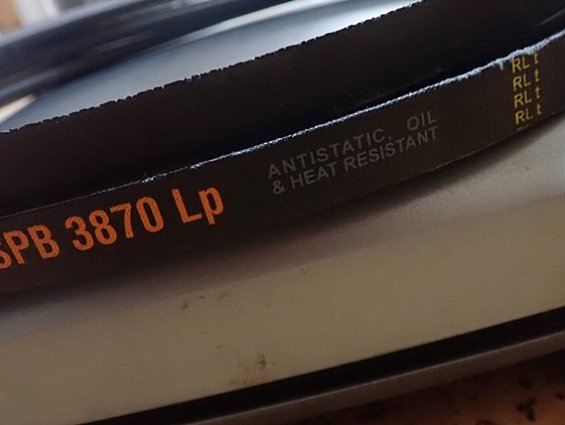 SPB 3870 Lp
ANTISTATIC, OIL
& HEAT RESISTANT
RL t
RL t
RL t
RL t